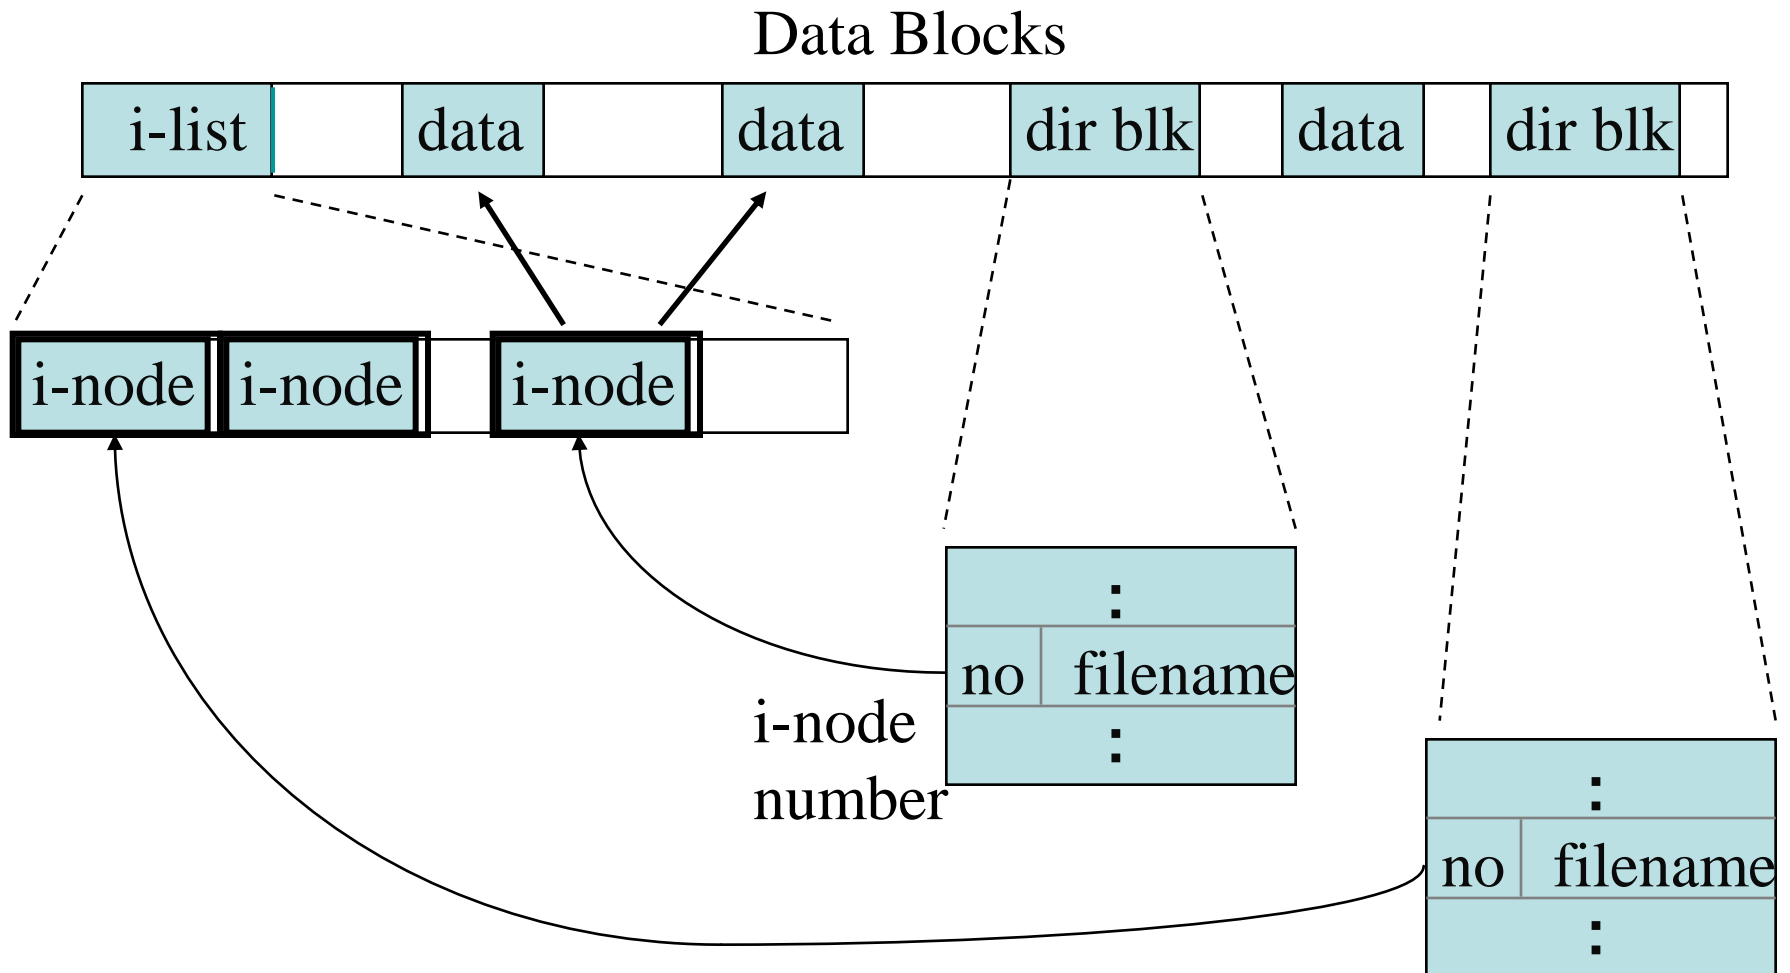 Data Blocks
i-list data data dir blk data dir blk
i-node i-node i-node
:
no filename
:
i-node
number
:
no filename
: